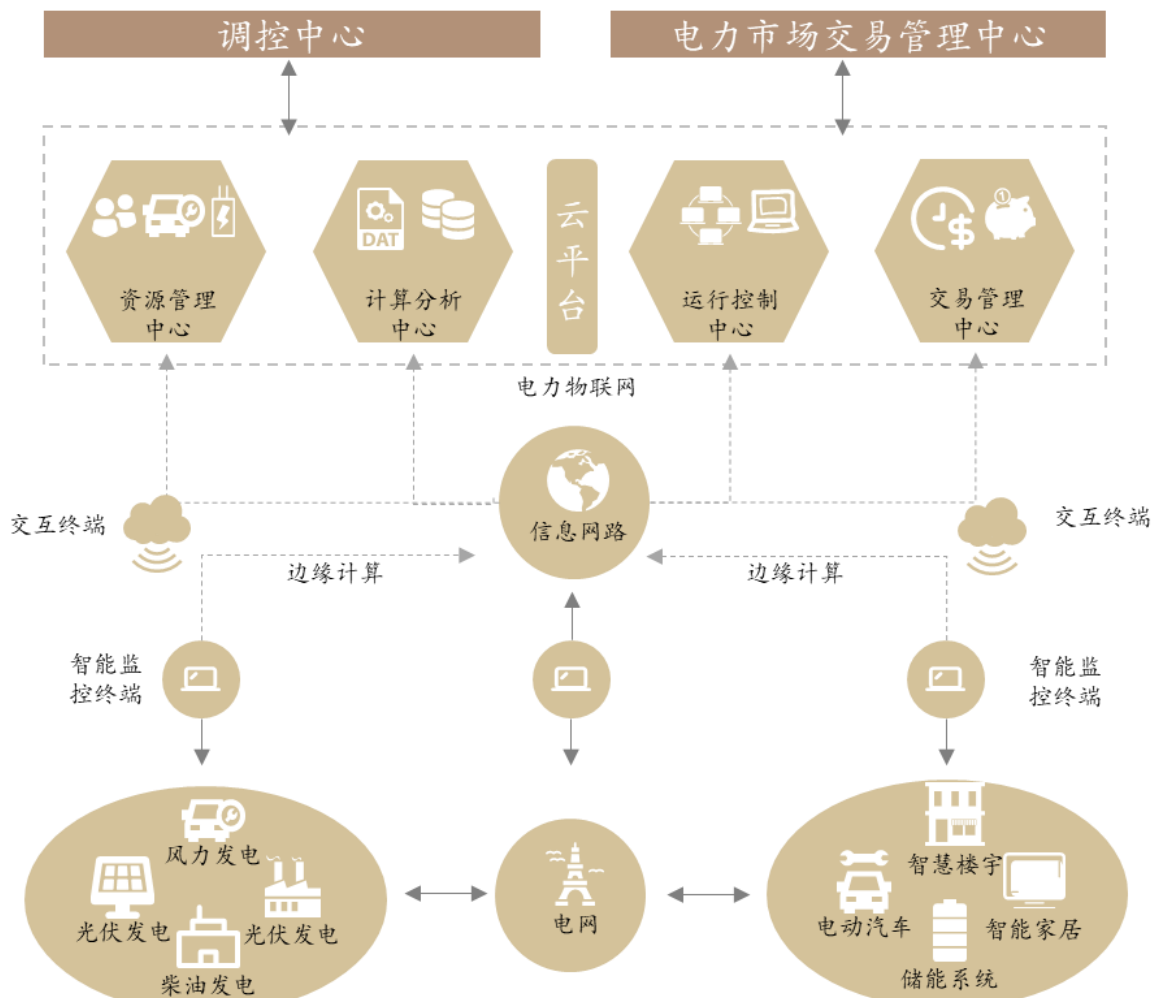 调控中心
电力市场交易管理中心
资源管理
中心
DAT
计算分析
中心
云平台
运行控制
中心
$
1
交易管理
中心
电力物联网
信息网路
交互终端
交互终端
边缘计算
边缘计算
智能监
控终端
智能监
控终端
风力发电
光伏发电
光伏发电
柴油发电
电网
智慧楼宇
电动汽车
智能家居
储能系统